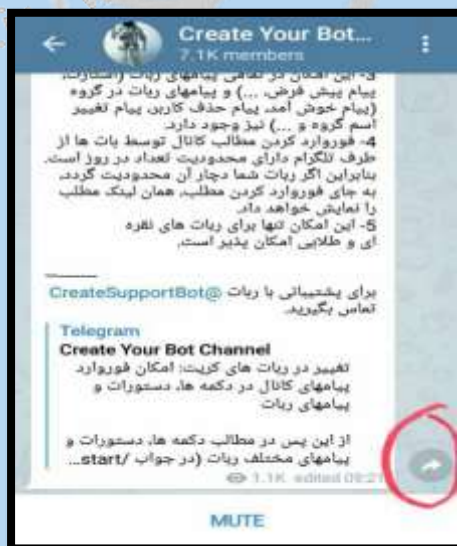 Create Your Bot...
7.1K members
3- این امکان در تمامی پیامهای ربات (استارت،
پیام پیش فرض، ...) و پیامهای ربات در گروه
(پیام خوش آمد، پیام حذف کاربر، پیام تغییر
اسم گروه و ...) نیز وجود دارد.
4- فوروارد کردن مطالب کانال توسط بات ها از
طرف تلگرام دارای محدودیت تعداد در روز است.
بنابراین اگر ربات شما دچار آن محدودیت گردد،
به جای فوروارد کردن مطلب، همان لینک مطلب
را نمایش خواهد داد.
5- این امکان تنها برای ربات های نقره
ای و طلایی امکان پذیر است.
برای پشتیبانی با ربات @CreateSupportBot
تماس بگیرید.
Telegram
Create Your Bot Channel
تغییر در ربات های کریت: امکان فوروارد
پیامهای کانال در دکمه ها، دستورات و
پیامهای ربات
از این پس در مطالب دکمه ها، دستورات و
پیامهای مختلف ربات (در جواب /start...
1.1K edited 09:21
MUTE